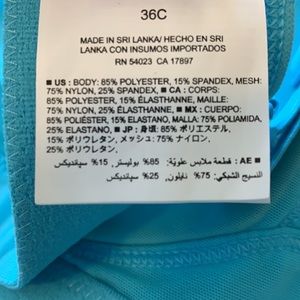 36C
MADE IN SRI LANKA/ HECHO EN SRI
LANKA CON INSUMOS IMPORTADOS
RN 54023 CA 17897
■ US : BODY: 85% POLYESTER, 15% SPANDEX, MESH:
75% NYLON, 25% SPANDEX, ■ CA : CORPS:
85% POLYESTER, 15% ÉLASTHANNE, MAILLE:
75% NYLON, 25% ÉLASTHANNE, ■ MX : CUERPO:
85% POLIÉSTER, 15% ELASTANO, MALLA: 75% POLIAMIDA,
25% ELASTANO, ■ JP : 身頃: 85% ポリエステル,
15% ポリウレタン, メッシュ: 75% ナイロン,
25% ポリウレタン,
■ AE : قطعة ملابس علويّة: 85% بوليستر, 15% سپاندیکس
النسيج الشبكي: 75% نايلون, 25% سپاندیکس